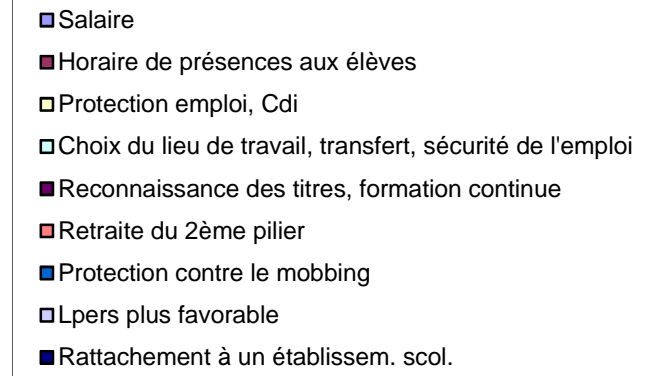 Salaire
Horaire de présences aux élèves
Protection emploi, Cdi
Choix du lieu de travail, transfert, sécurité de l'emploi
Reconnaissance des titres, formation continue
Retraite du 2ème pilier
Protection contre le mobbing
Lpers plus favorable
Rattachement à un établissem. scol.